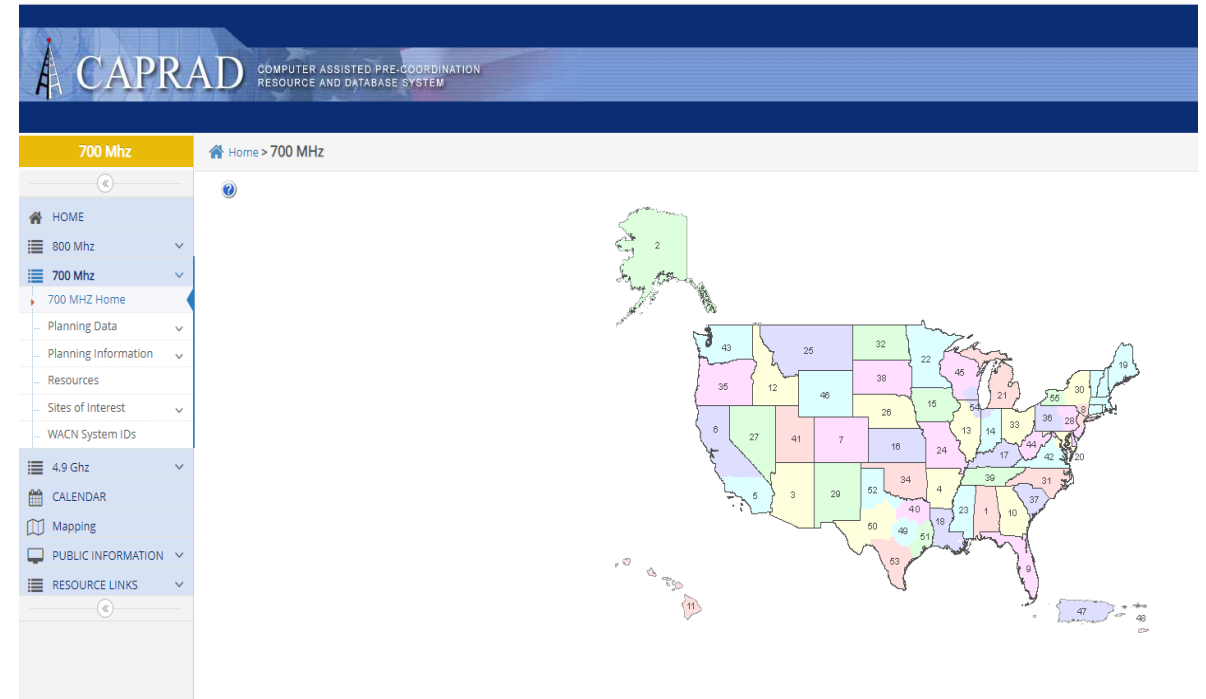 CAPRAD
COMPUTER ASSISTED PRE-COORDINATION
RESOURCE AND DATABASE SYSTEM
700 Mhz
Home > 700 MHz
HOME
800 Mhz
700 Mhz
700 MHZ Home
Planning Data
Planning Information
Resources
Sites of Interest
WACN System IDs
4.9 Ghz
CALENDAR
Mapping
PUBLIC INFORMATION
RESOURCE LINKS
?
2
43
25
32
22
19
35
12
46
38
45
21
30
55
26
15
54
36
28
8
6
27
41
7
16
24
13
14
33
44
42
20
17
5
3
29
52
34
4
39
31
37
40
23
1
10
50
49
51
18
53
9
11
47
48